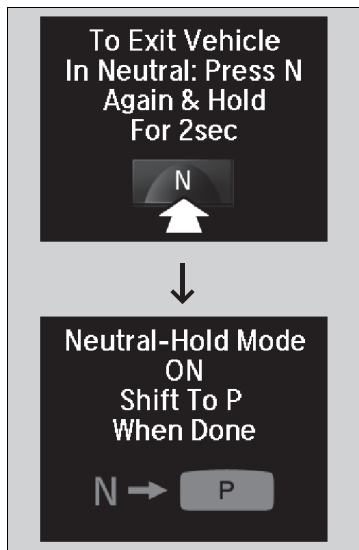 To Exit Vehicle
In Neutral: Press N
Again & Hold
For 2sec
N
Neutral-Hold Mode
ON
Shift To P
When Done
N P